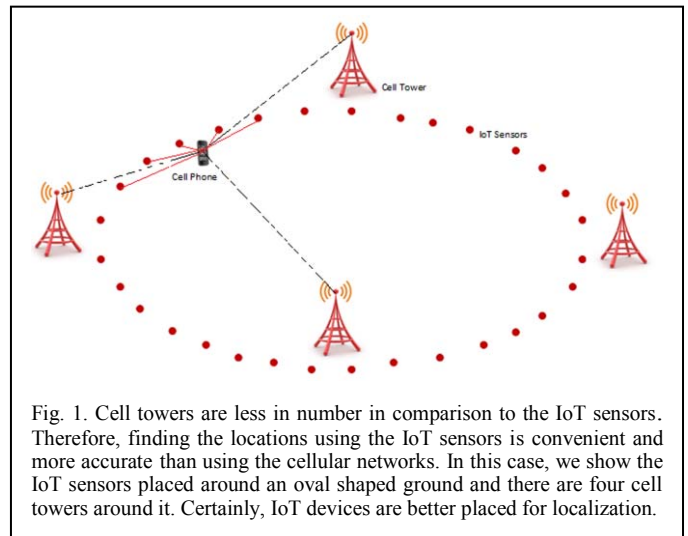 Cell Tower
IoT Sensors
Cell Phone
Fig. 1. Cell towers are less in number in comparison to the IoT sensors.
Therefore, finding the locations using the IoT sensors is convenient and
more accurate than using the cellular networks. In this case, we show the
IoT sensors placed around an oval shaped ground and there are four cell
towers around it. Certainly, IoT devices are better placed for localization.